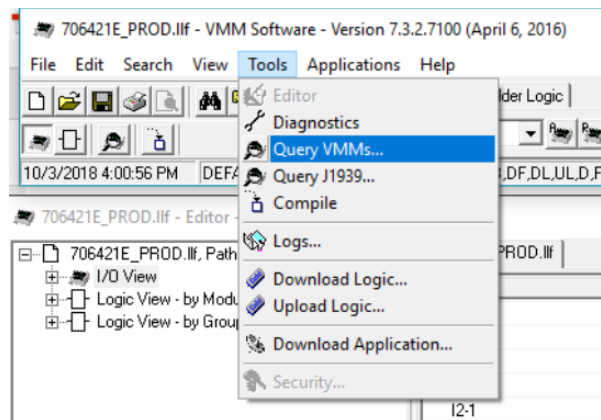 706421E_PROD.llf - VMM Software - Version 7.3.2.7100 (April 6, 2016)
File Edit Search View Tools Applications Help
Editor
lder Logic
Diagnostics
Query VMMs...
10/3/2018 4:00:56 PM DEFA
Query J1939...
,DF,DL,UL,D,F
Compile
706421E_PROD.llf - Editor -
Logs...
706421E_PROD.llf, Path
PROD.llf
I/O View
Download Logic...
Logic View - by Modu
Upload Logic...
Logic View - by Group
Download Application...
Security...
I2-1